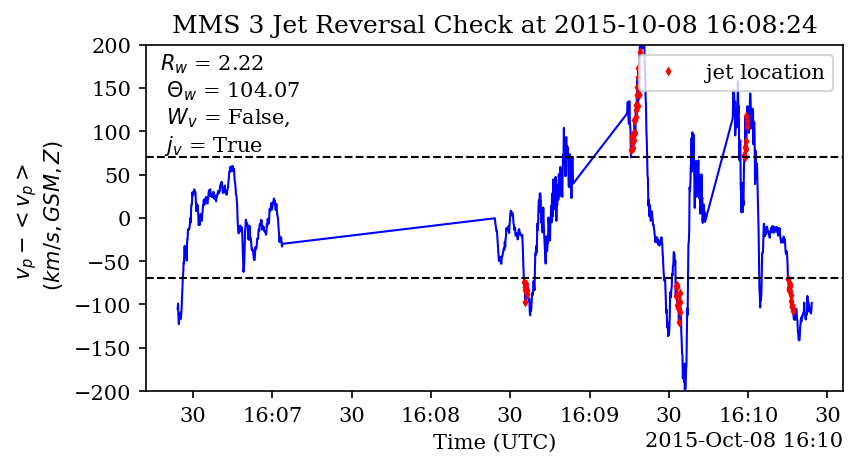 MMS 3 Jet Reversal Check at 2015-10-08 16:08:24
R_w = 2.22
Θ_w = 104.07
W_v = False,
j_v = True
jet location
v_p − < v_p >
(km/s, GSM, Z)
200
150
100
50
0
−50
−100
−150
−200
30 16:07 30 16:08 30 16:09 30 16:10 30
Time (UTC)
2015-Oct-08 16:10